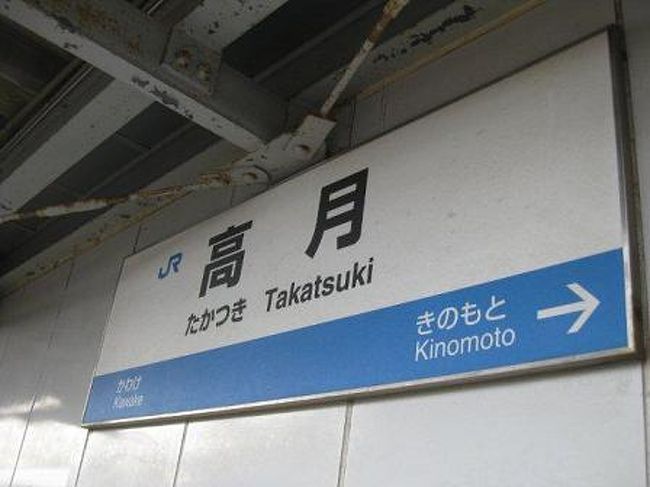 JR 高月
たかつき Takatsuki
きのもと
Kinomoto
かわけ
Kawake